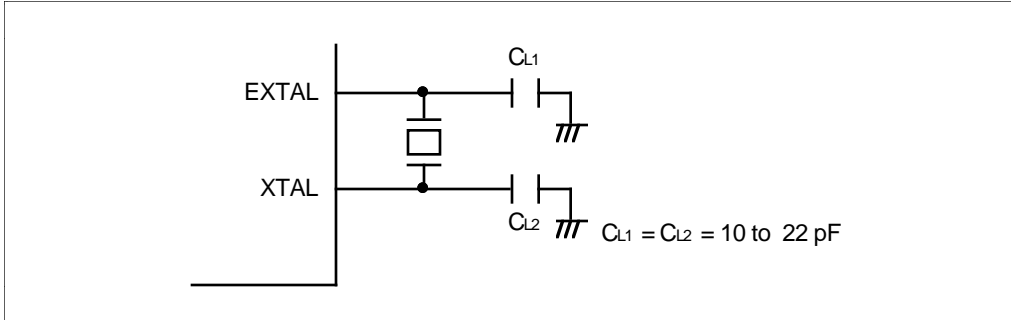 CL1
EXTAL
XTAL
CL2
CL1 = CL2 = 10 to 22 pF